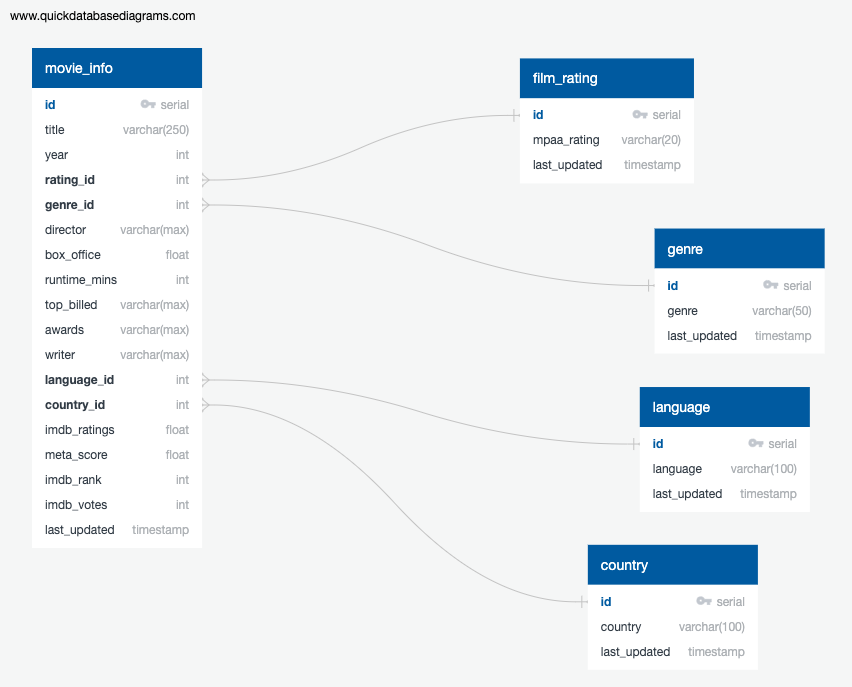 www.quickdatabasediagrams.com
movie_info
id serial
title varchar(250)
year int
rating_id int
genre_id int
director varchar(max)
box_office float
runtime_mins int
top_billed varchar(max)
awards varchar(max)
writer varchar(max)
language_id int
country_id int
imdb_ratings float
meta_score float
imdb_rank int
imdb_votes int
last_updated timestamp
film_rating
id serial
mpaa_rating varchar(20)
last_updated timestamp
genre
id serial
genre varchar(50)
last_updated timestamp
language
id serial
language varchar(100)
last_updated timestamp
country
id serial
country varchar(100)
last_updated timestamp